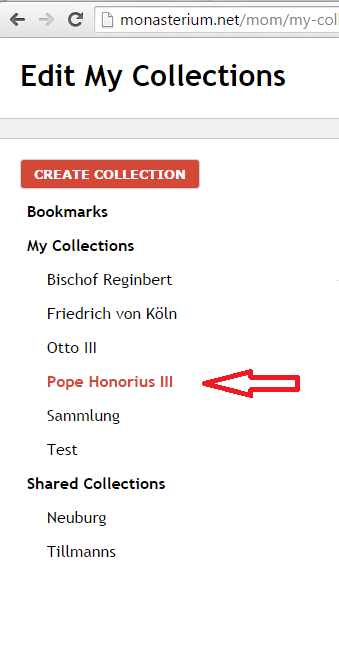 monasterium.net/mom/my-coll
Edit My Collections
CREATE COLLECTION
Bookmarks
My Collections
Bischof Reginbert
Friedrich von Köln
Otto III
Pope Honorius III
Sammlung
Test
Shared Collections
Neuburg
Tillmanns